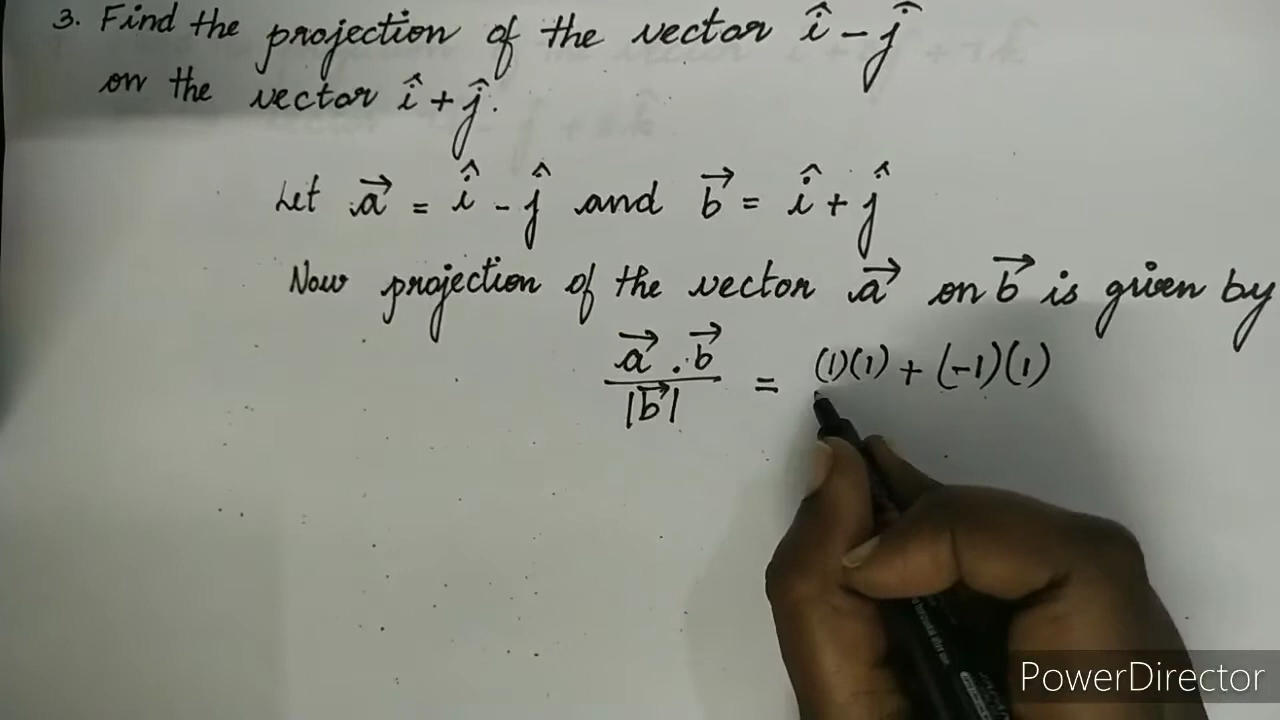 3. Find the projection of the vector î - ĵ
on the vector î + ĵ.
Let a⃗ = î - ĵ and b⃗ = î + ĵ
Now projection of the vector a⃗ on b⃗ is given by
a⃗ . b⃗ / |b⃗| = (1)(1) + (-1)(1)
PowerDirector